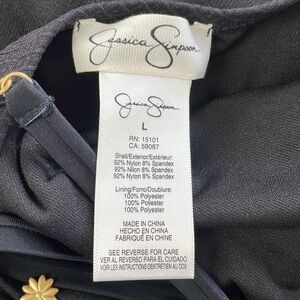 Jessica Simpson
Jessica Simpson
L
RN: 15101
CA: 59087
Shell/Exterior/Extérieur:
92% Nylon 8% Spandex
92% Nilon 8% Spandex
92% Nylon 8% Spandex
Lining/Forro/Doublure:
100% Polyester
100% Poliéster
100% Polyester
MADE IN CHINA
HECHO EN CHINA
FABRIQUÉ EN CHINE
SEE REVERSE FOR CARE
VER AL REVERSO PARA EL CUIDADO
VOIR LES INSTRUCTIONS D'ENTRETIEN AU DOS